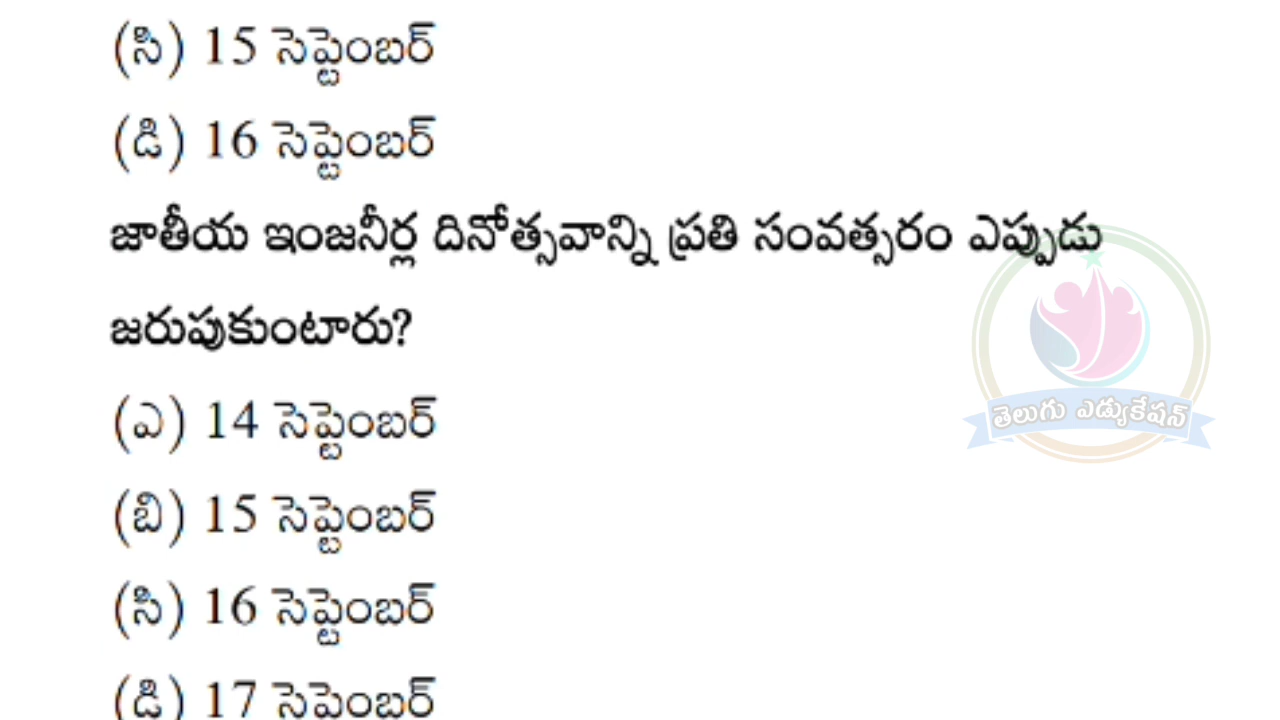 (సి) 15 సెప్టెంబర్
(డి) 16 సెప్టెంబర్
జాతీయ ఇంజనీర్ల దినోత్సవాన్ని ప్రతి సంవత్సరం ఎప్పుడు
జరుపుకుంటారు?
(ఎ) 14 సెప్టెంబర్
తెలుగు ఎడ్యుకేషన్
(బి) 15 సెప్టెంబర్
(సి) 16 సెప్టెంబర్
(డి) 17 సెప్టెంబర్